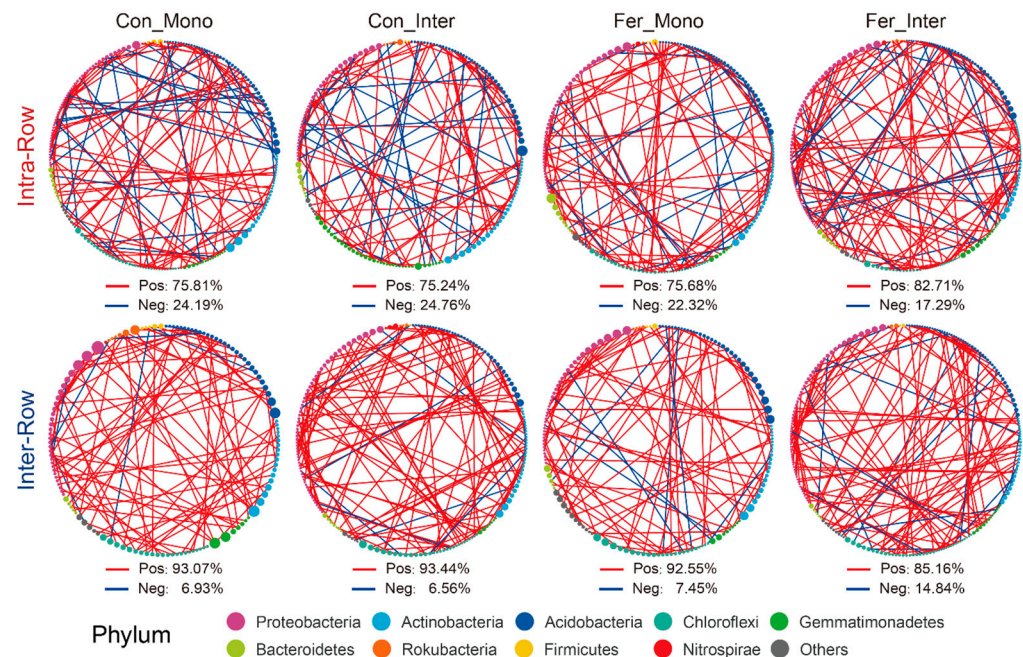 Con_Mono Con_Inter Fer_Mono Fer_Inter
Intra-Row
Pos: 75.81% Pos: 75.24% Pos: 75.68% Pos: 82.71%
Neg: 24.19% Neg: 24.76% Neg: 22.32% Neg: 17.29%
Inter-Row
Pos: 93.07% Pos: 93.44% Pos: 92.55% Pos: 85.16%
Neg: 6.93% Neg: 6.56% Neg: 7.45% Neg: 14.84%
Phylum
Proteobacteria Actinobacteria Acidobacteria Chloroflexi Gemmatimonadetes
Bacteroidetes Rokubacteria Firmicutes Nitrospirae Others